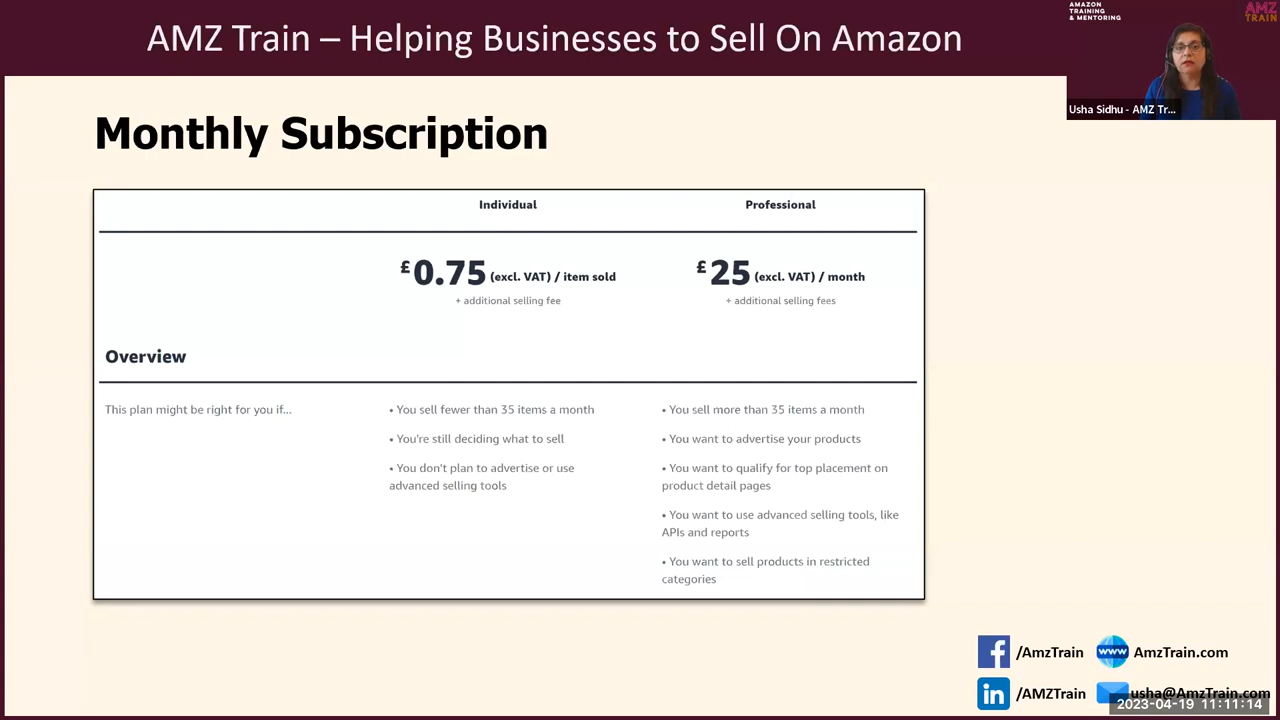 AMZ Train – Helping Businesses to Sell On Amazon
AMAZON
TRAINING
& MENTORING
AMZ
TRAIN
Usha Sidhu - AMZ Tr...
Monthly Subscription
Individual
Professional
£0.75 (excl. VAT) / item sold
£25 (excl. VAT) / month
+ additional selling fee
+ additional selling fees
Overview
This plan might be right for you if...
• You sell fewer than 35 items a month
• You're still deciding what to sell
• You don't plan to advertise or use
advanced selling tools
• You sell more than 35 items a month
• You want to advertise your products
• You want to qualify for top placement on
product detail pages
• You want to use advanced selling tools, like
APIs and reports
• You want to sell products in restricted
categories
/AmzTrain
www
AmzTrain.com
in
/AMZTrain
usha@AmzTrain.com
2023-04-19 11:11:14